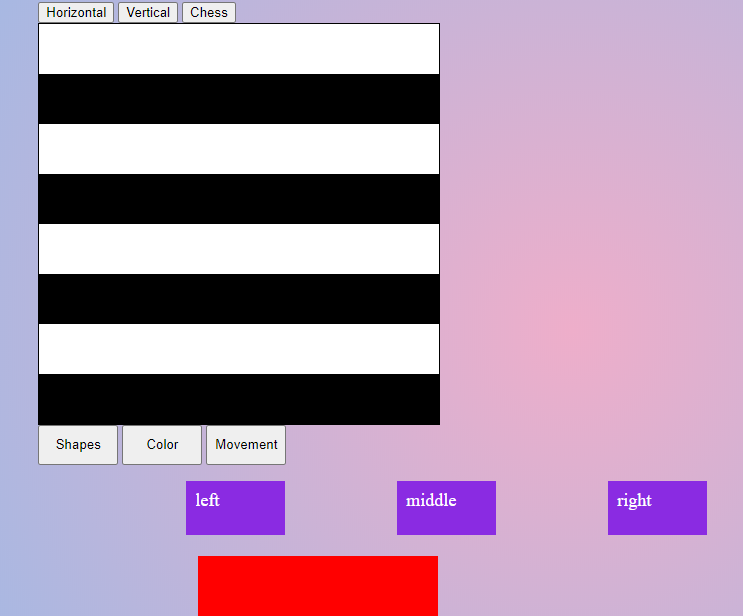 Horizontal Vertical Chess
Shapes Color Movement
left middle right